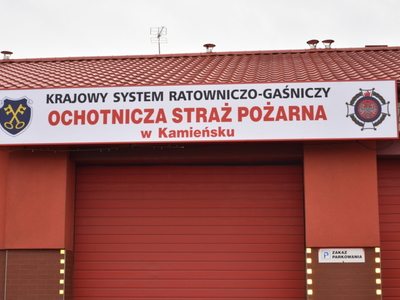 KRAJOWY SYSTEM RATOWNICZO-GAŚNICZY
OCHOTNICZA STRAŻ POŻARNA
w Kamieńsku
P
ZAKAZ
PARKOWANIA